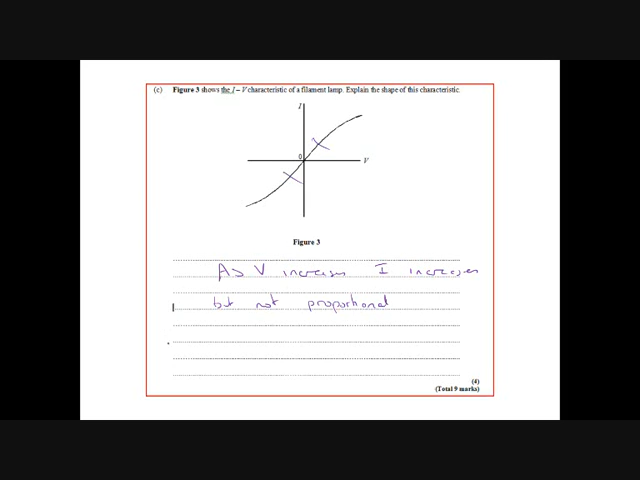 (c) Figure 3 shows the I – V characteristic of a filament lamp. Explain the shape of this characteristic.
I
0
V
Figure 3
As V increases I increases
but not proportional
(4)
(Total 9 marks)